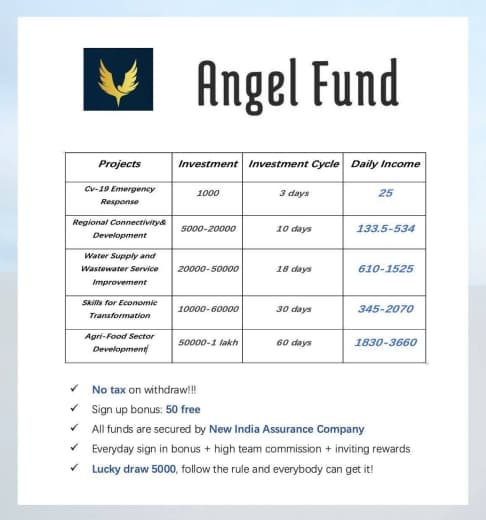 Angel Fund
Projects Investment Investment Cycle Daily Income
Cv-19 Emergency
Response
1000 3 days 25
Regional Connectivity&
Development
5000-20000 10 days 133.5-534
Water Supply and
Wastewater Service
Improvement
20000-50000 18 days 610-1525
Skills for Economic
Transformation
10000-60000 30 days 345-2070
Agri-Food Sector
Development
50000-1 lakh 60 days 1830-3660
✓ No tax on withdraw!!!
✓ Sign up bonus: 50 free
✓ All funds are secured by New India Assurance Company
✓ Everyday sign in bonus + high team commission + inviting rewards
✓ Lucky draw 5000, follow the rule and everybody can get it!